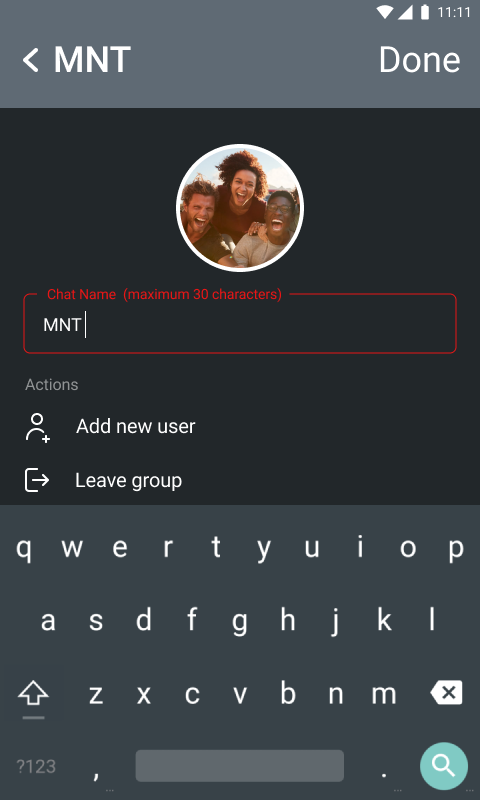 11:11
MNT Done
Chat Name (maximum 30 characters)
MNT
Actions
Add new user
Leave group
q w e r t y u i o p
a s d f g h j k l
z x c v b n m
?123 , .